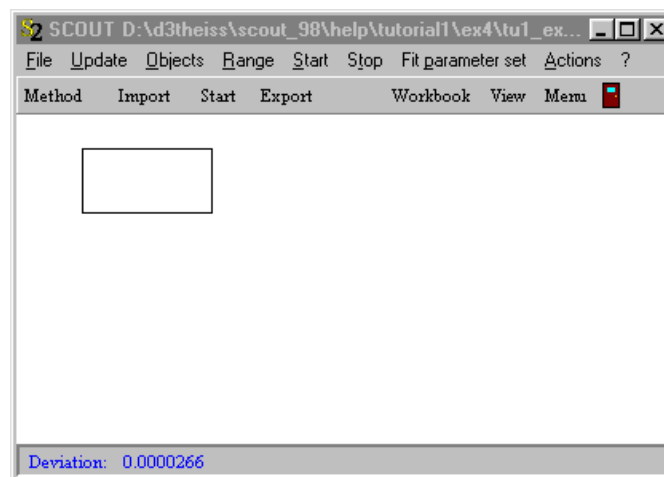 S2 SCOUT D:\d3theiss\scout_98\help\tutorial1\ex4\tu1_ex...
File Update Objects Range Start Stop Fit parameter set Actions ?
Method Import Start Export Workbook View Menu
Deviation: 0.0000266